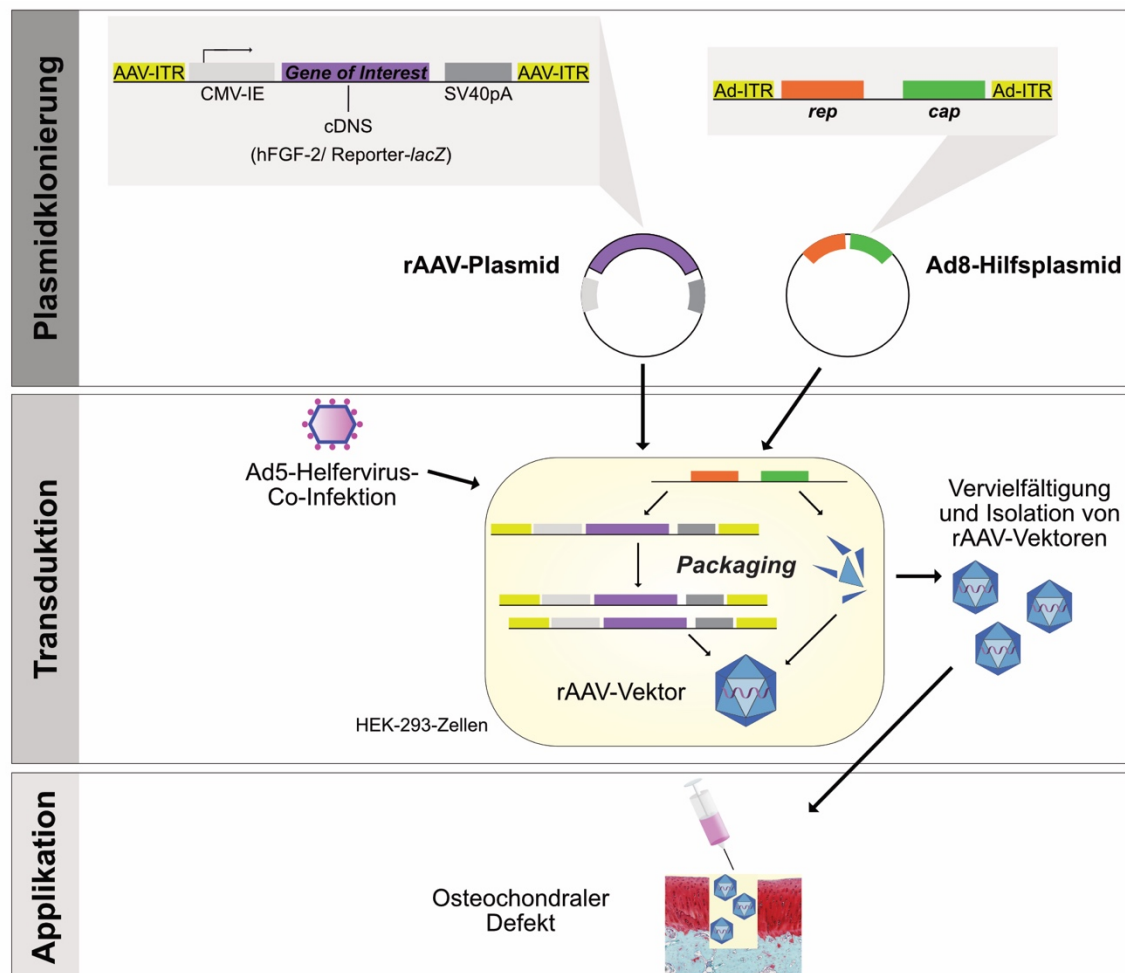 Plasmidklonierung
AAV-ITR
Gene of Interest
AAV-ITR
CMV-IE
SV40pA
cDNS
(hFGF-2/ Reporter-lacZ)
Ad-ITR
Ad-ITR
rep
cap
rAAV-Plasmid
Ad8-Hilfsplasmid
Transduktion
Ad5-Helfervirus-
Co-Infektion
Packaging
rAAV-Vektor
HEK-293-Zellen
Vervielfältigung
und Isolation von
rAAV-Vektoren
Applikation
Osteochondraler
Defekt